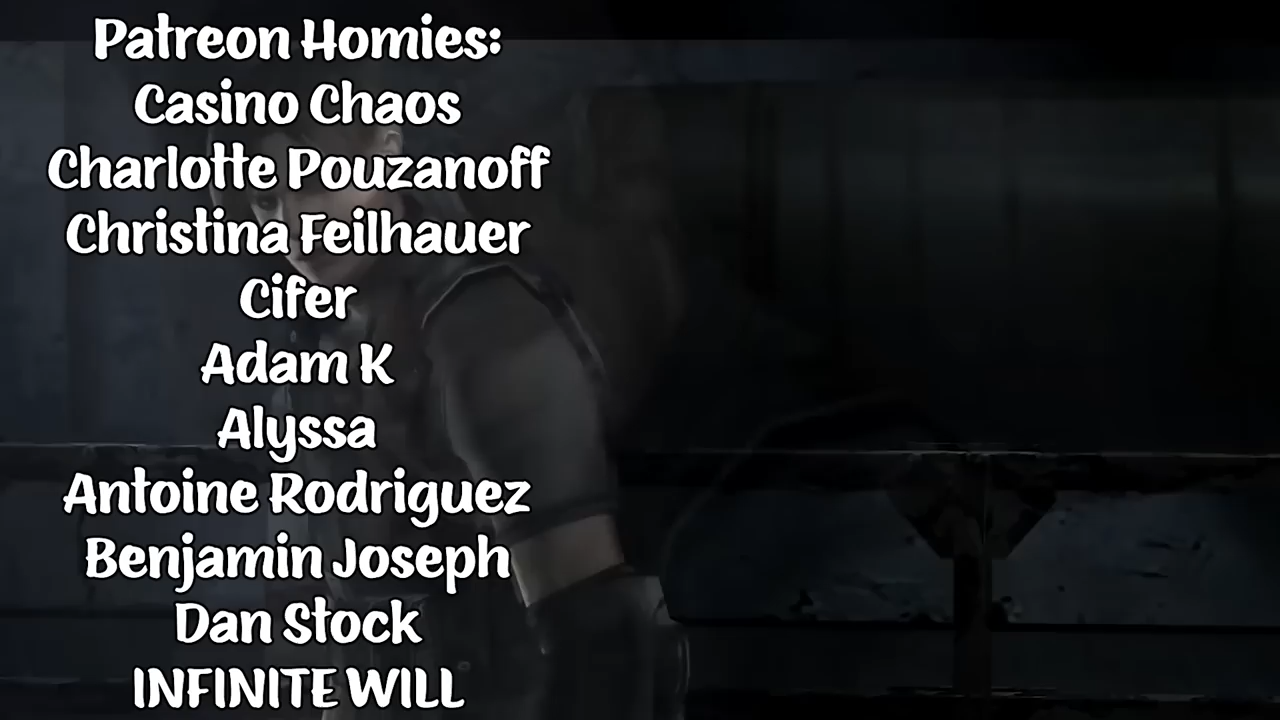 Patreon Homies:
Casino Chaos
Charlotte Pouzanoff
Christina Feilhauer
Cifer
Adam K
Alyssa
Antoine Rodriguez
Benjamin Joseph
Dan Stock
INFINITE WILL